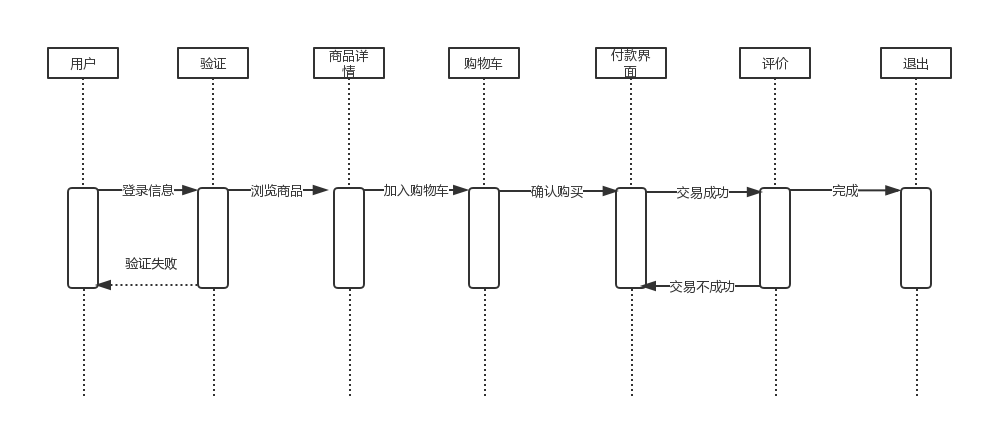 用户
验证
商品详
情
购物车
付款界
面
评价
退出
登录信息
浏览商品
加入购物车
确认购买
交易成功
完成
验证失败
交易不成功